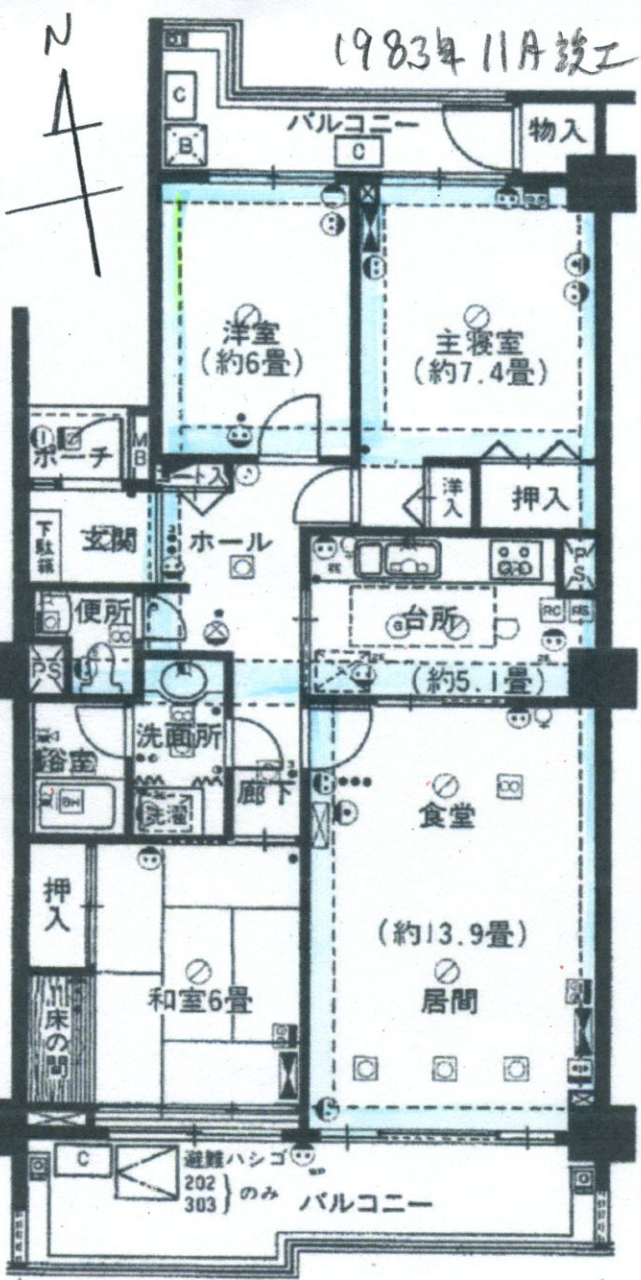 N
1983年11月竣工
C
バルコニー
物入
B
C
洋室
(約6畳)
主寝室
(約7.4畳)
ポーチ
MB
洋入
押入
下駄箱
玄関
ホール
PS
便所
台所
RC
(約5.1畳)
PS
洗面所
浴室
廊下
洗濯
食堂
押入
(約13.9畳)
和室6畳
居間
床の間
C
避難ハシゴ
202
303
のみ
バルコニー